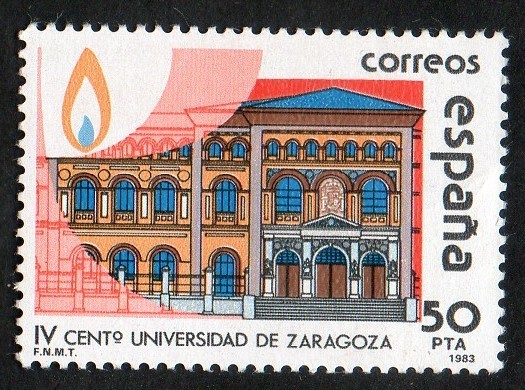 correos
españa
50
PTA
IV CENTº UNIVERSIDAD DE ZARAGOZA
F.N.M.T.
1983